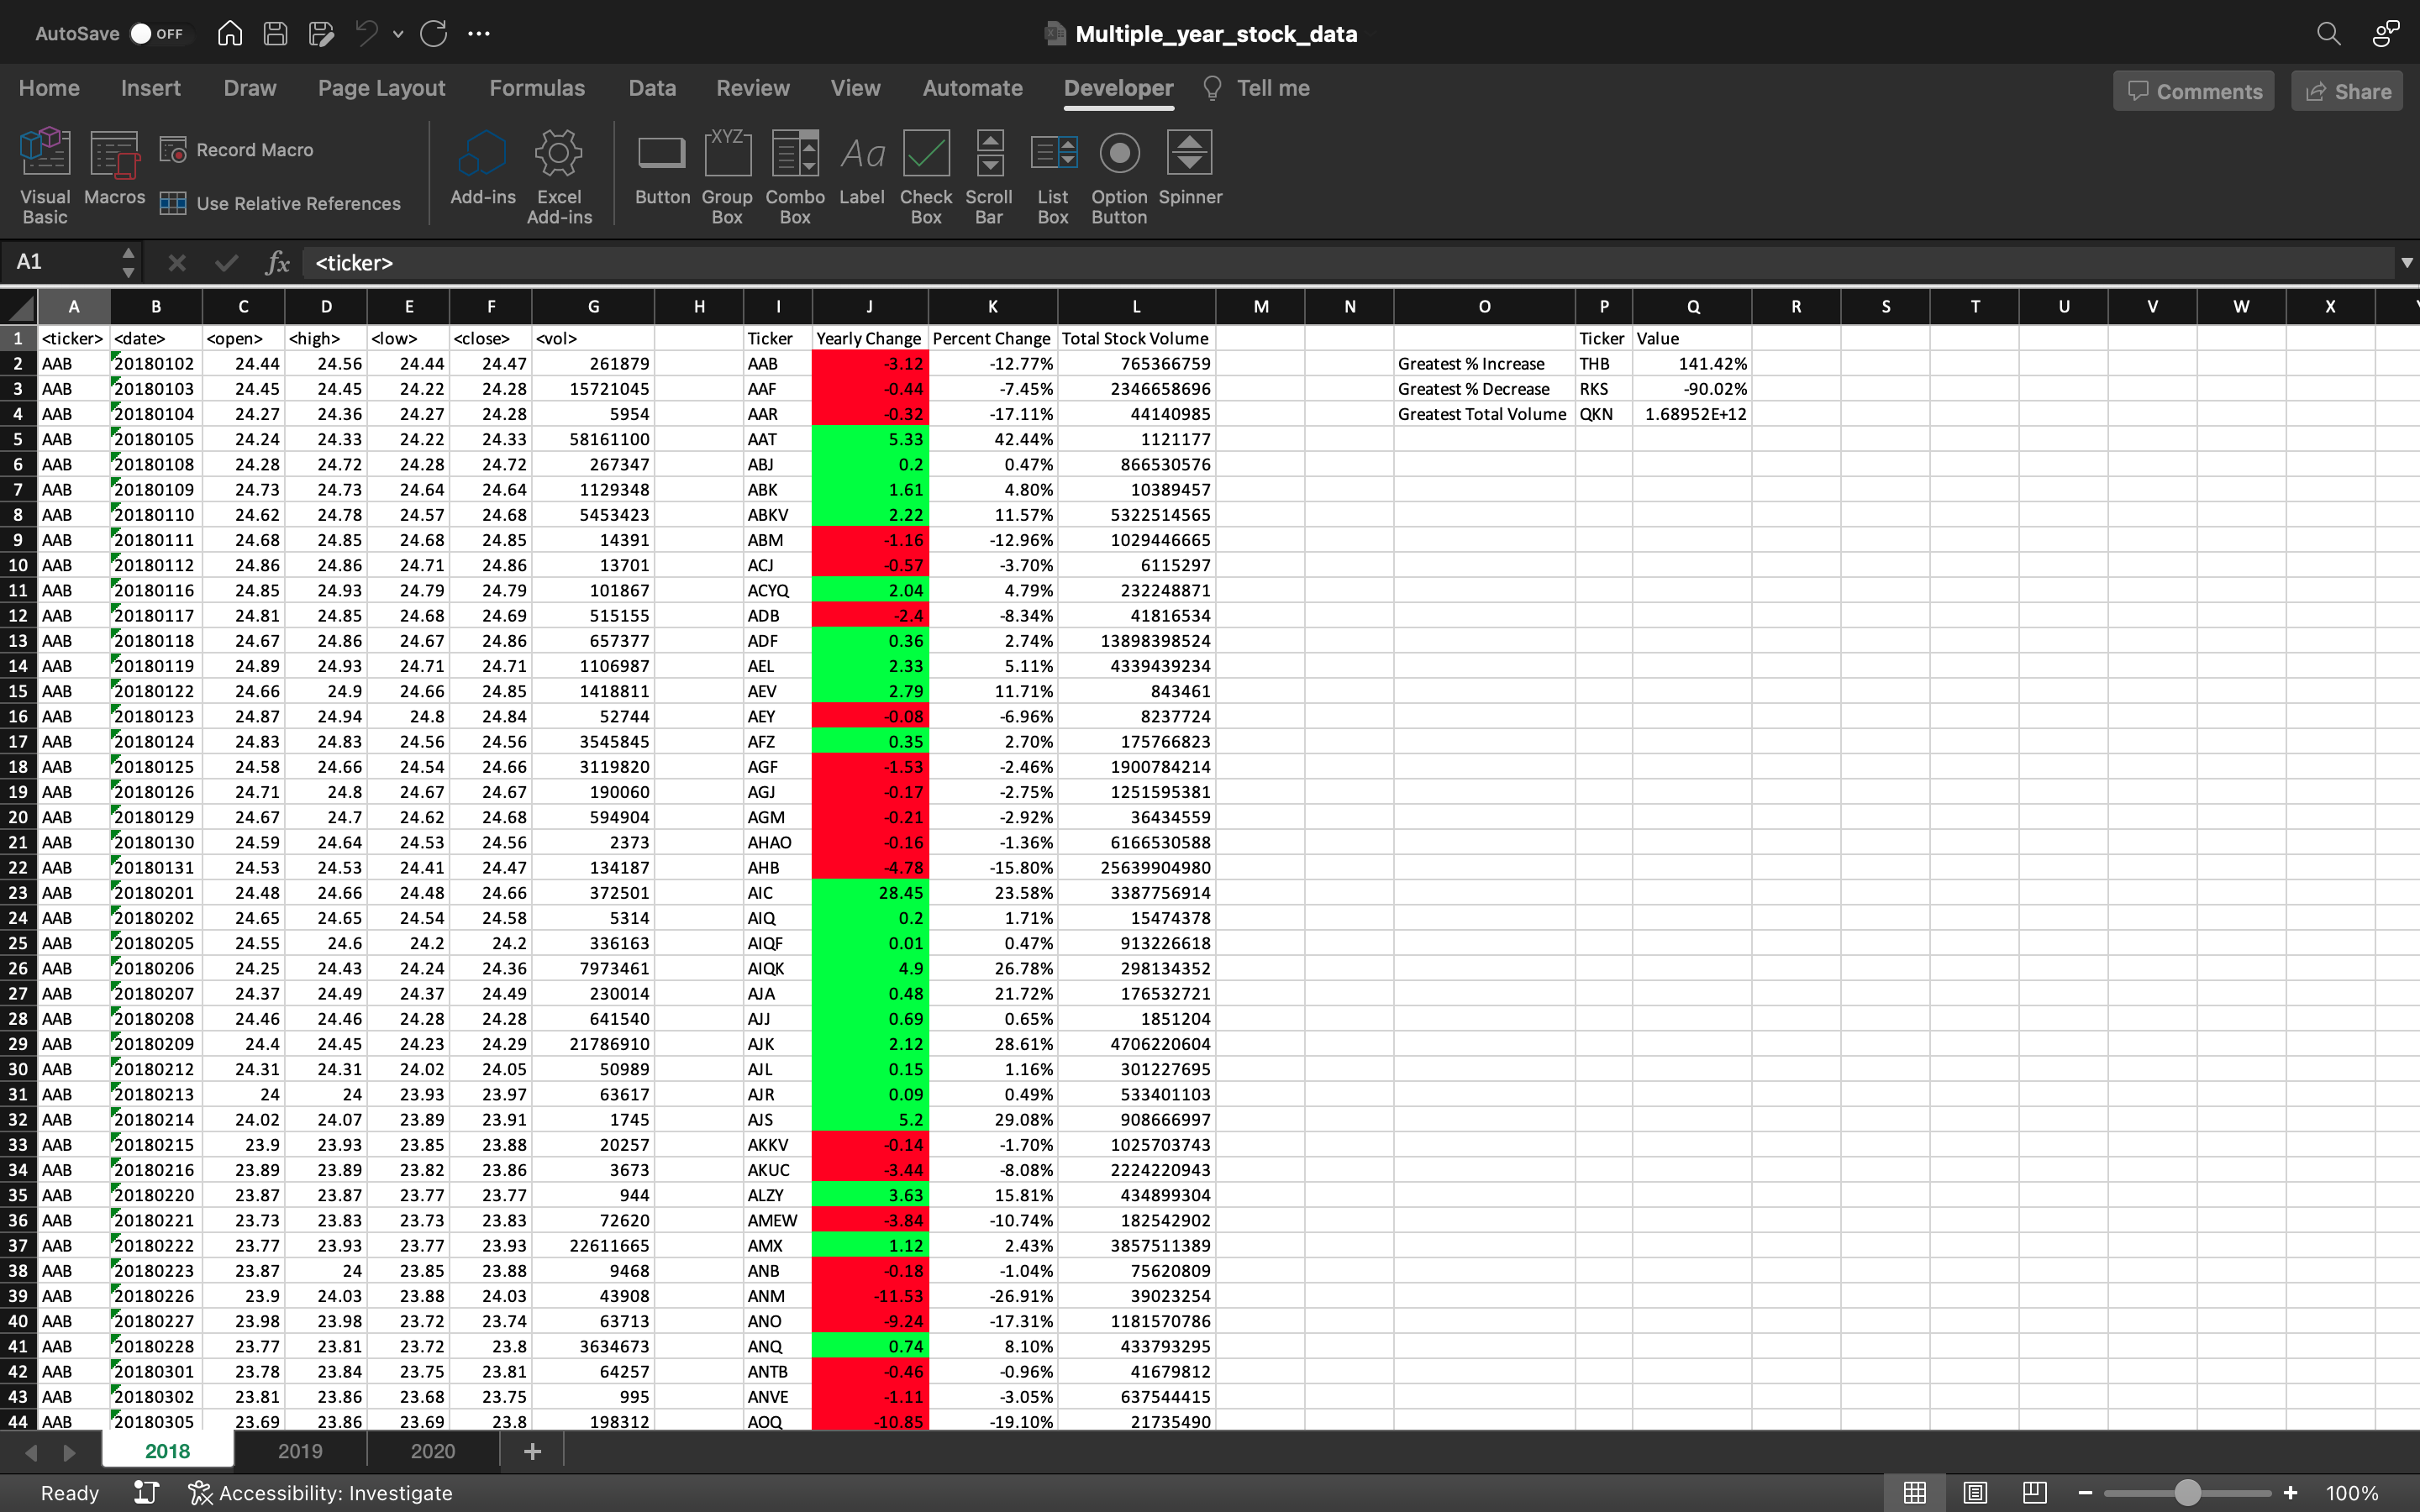 AutoSave OFF Multiple_year_stock_data
Home Insert Draw Page Layout Formulas Data Review View Automate Developer Tell me Comments Share
Visual Basic Macros Record Macro Use Relative References Add-ins Excel Add-ins Button Group Box Combo Box Label Check Box Scroll Bar List Box Option Button Spinner
A1 fx <ticker>
A B C D E F G H I J K L M N O P Q R S T U V W X
1 <ticker> <date> <open> <high> <low> <close> <vol> Ticker Yearly Change Percent Change Total Stock Volume Ticker Value
2 AAB 20180102 24.44 24.56 24.44 24.47 261879 AAB -3.12 -12.77% 765366759 Greatest % Increase THB 141.42%
3 AAB 20180103 24.45 24.45 24.22 24.28 15721045 AAF -0.44 -7.45% 2346658696 Greatest % Decrease RKS -90.02%
4 AAB 20180104 24.27 24.36 24.27 24.28 5954 AAR -0.32 -17.11% 44140985 Greatest Total Volume QKN 1.68952E+12
5 AAB 20180105 24.24 24.33 24.22 24.33 58161100 AAT 5.33 42.44% 1121177
6 AAB 20180108 24.28 24.72 24.28 24.72 267347 ABJ 0.2 0.47% 866530576
7 AAB 20180109 24.73 24.73 24.64 24.64 1129348 ABK 1.61 4.80% 10389457
8 AAB 20180110 24.62 24.78 24.57 24.68 5453423 ABKV 2.22 11.57% 5322514565
9 AAB 20180111 24.68 24.85 24.68 24.85 14391 ABM -1.16 -12.96% 1029446665
10 AAB 20180112 24.86 24.86 24.71 24.86 13701 ACJ -0.57 -3.70% 6115297
11 AAB 20180116 24.85 24.93 24.79 24.79 101867 ACYQ 2.04 4.79% 232248871
12 AAB 20180117 24.81 24.85 24.68 24.69 515155 ADB -2.4 -8.34% 41816534
13 AAB 20180118 24.67 24.86 24.67 24.86 657377 ADF 0.36 2.74% 13898398524
14 AAB 20180119 24.89 24.93 24.71 24.71 1106987 AEL 2.33 5.11% 4339439234
15 AAB 20180122 24.66 24.9 24.66 24.85 1418811 AEV 2.79 11.71% 843461
16 AAB 20180123 24.87 24.94 24.8 24.84 52744 AEY -0.08 -6.96% 8237724
17 AAB 20180124 24.83 24.83 24.56 24.56 3545845 AFZ 0.35 2.70% 175766823
18 AAB 20180125 24.58 24.66 24.54 24.66 3119820 AGF -1.53 -2.46% 1900784214
19 AAB 20180126 24.71 24.8 24.67 24.67 190060 AGJ -0.17 -2.75% 1251595381
20 AAB 20180129 24.67 24.7 24.62 24.68 594904 AGM -0.21 -2.92% 36434559
21 AAB 20180130 24.59 24.64 24.53 24.56 2373 AHAO -0.16 -1.36% 6166530588
22 AAB 20180131 24.53 24.53 24.41 24.47 134187 AHB -4.78 -15.80% 25639904980
23 AAB 20180201 24.48 24.66 24.48 24.66 372501 AIC 28.45 23.58% 3387756914
24 AAB 20180202 24.65 24.65 24.54 24.58 5314 AIQ 0.2 1.71% 15474378
25 AAB 20180205 24.55 24.6 24.2 24.2 336163 AIQF 0.01 0.47% 913226618
26 AAB 20180206 24.25 24.43 24.24 24.36 7973461 AIQK 4.9 26.78% 298134352
27 AAB 20180207 24.37 24.49 24.37 24.49 230014 AJA 0.48 21.72% 176532721
28 AAB 20180208 24.46 24.46 24.28 24.28 641540 AJJ 0.69 0.65% 1851204
29 AAB 20180209 24.4 24.45 24.23 24.29 21786910 AJK 2.12 28.61% 4706220604
30 AAB 20180212 24.31 24.31 24.02 24.05 50989 AJL 0.15 1.16% 301227695
31 AAB 20180213 24 24 23.93 23.97 63617 AJR 0.09 0.49% 533401103
32 AAB 20180214 24.02 24.07 23.89 23.91 1745 AJS 5.2 29.08% 908666997
33 AAB 20180215 23.9 23.93 23.85 23.88 20257 AKKV -0.14 -1.70% 1025703743
34 AAB 20180216 23.89 23.89 23.82 23.86 3673 AKUC -3.44 -8.08% 2224220943
35 AAB 20180220 23.87 23.87 23.77 23.77 944 ALZY 3.63 15.81% 434899304
36 AAB 20180221 23.73 23.83 23.73 23.83 72620 AMEW -3.84 -10.74% 182542902
37 AAB 20180222 23.77 23.93 23.77 23.93 22611665 AMX 1.12 2.43% 3857511389
38 AAB 20180223 23.87 24 23.85 23.88 9468 ANB -0.18 -1.04% 75620809
39 AAB 20180226 23.9 24.03 23.88 24.03 43908 ANM -11.53 -26.91% 39023254
40 AAB 20180227 23.98 23.98 23.72 23.74 63713 ANO -9.24 -17.31% 1181570786
41 AAB 20180228 23.77 23.81 23.72 23.8 3634673 ANQ 0.74 8.10% 433793295
42 AAB 20180301 23.78 23.84 23.75 23.81 64257 ANTB -0.46 -0.96% 41679812
43 AAB 20180302 23.81 23.86 23.68 23.75 995 ANVE -1.11 -3.05% 637544415
44 AAB 20180305 23.69 23.86 23.69 23.8 198312 AOQ -10.85 -19.10% 21735490
2018 2019 2020 +
Ready Accessibility: Investigate 100%